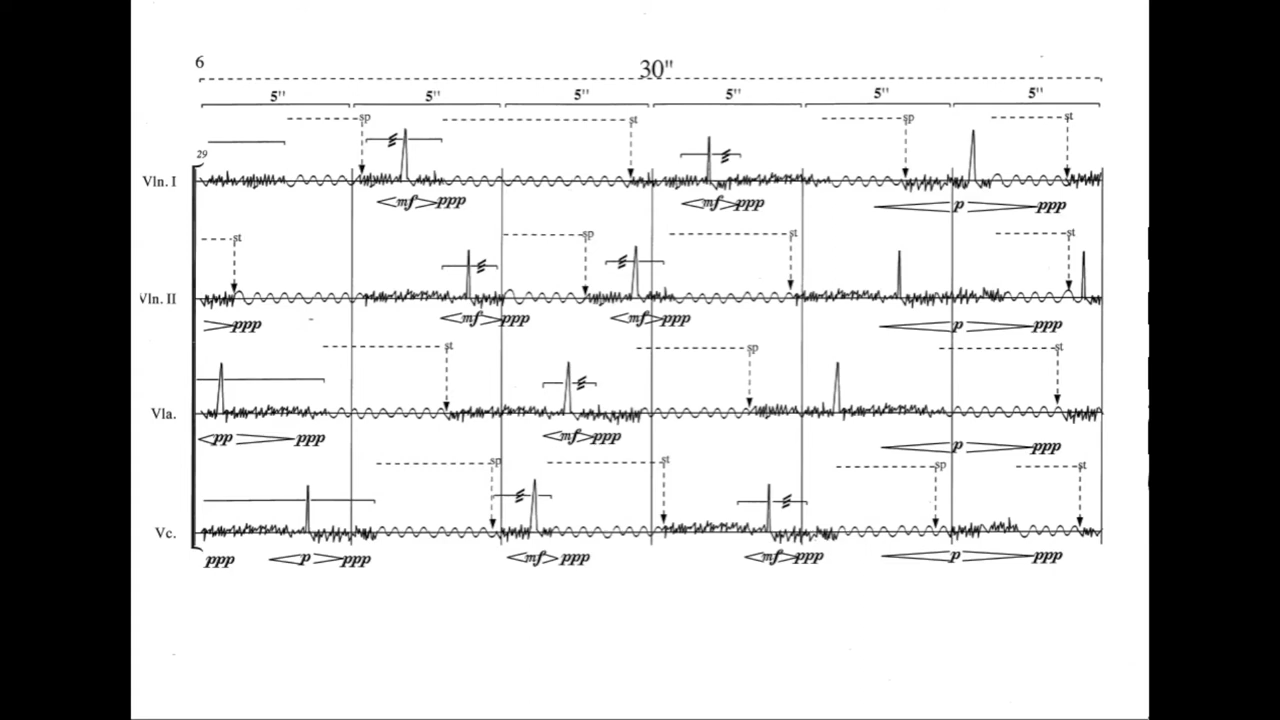 6
30"
5" 5" 5" 5" 5" 5"
sp st sp st
29
Vln. I
mf ppp mf ppp p ppp
st sp st st
Vln. II
ppp mf ppp mf ppp p ppp
st sp st
Vla.
pp ppp mf ppp p ppp
sp st sp st
Vc.
ppp p ppp mf ppp mf ppp p ppp